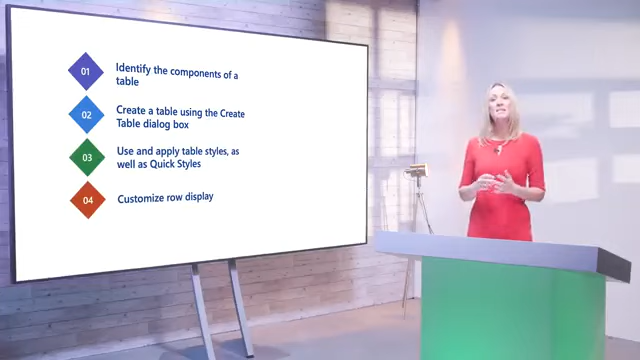 01
Identify the components of a
table
02
Create a table using the Create
Table dialog box
03
Use and apply table styles, as
well as Quick Styles
04
Customize row display